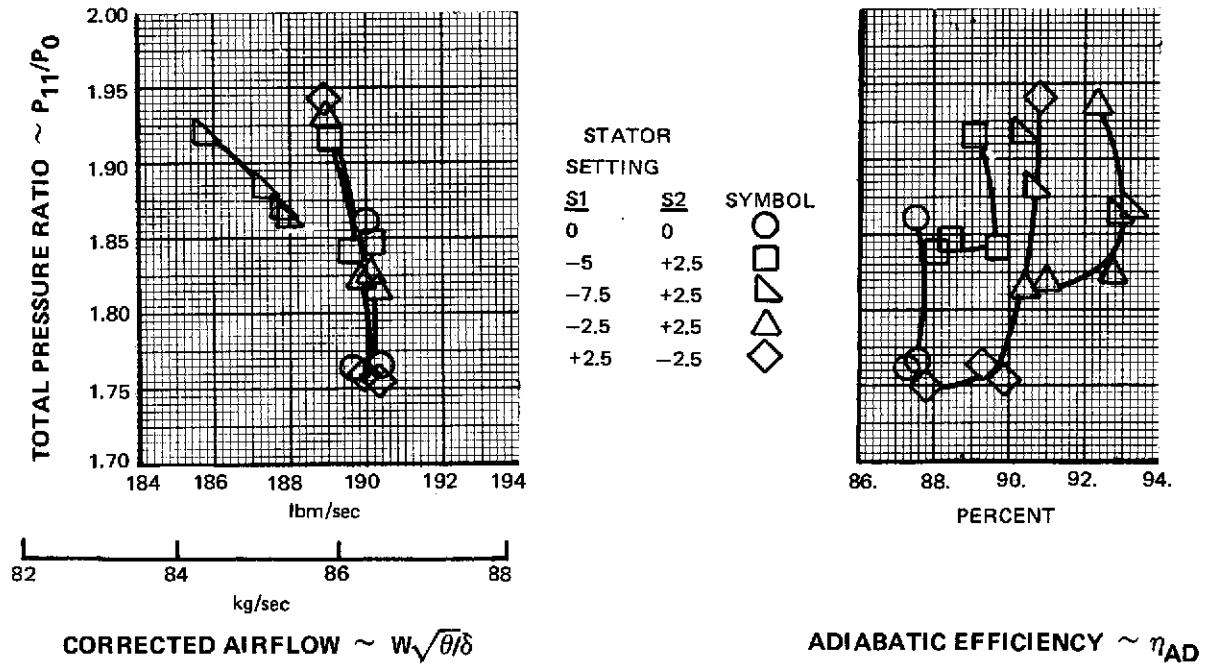 TOTAL PRESSURE RATIO ~ P11/P0
2.00
1.95
1.90
1.85
1.80
1.75
1.70
184 186 188 190 192 194
lbm/sec
82 84 86 88
kg/sec
CORRECTED AIRFLOW ~ W√θ/δ
STATOR
SETTING
S1 S2 SYMBOL
0 0
−5 +2.5
−7.5 +2.5
−2.5 +2.5
+2.5 −2.5
86. 88. 90. 92. 94.
PERCENT
ADIABATIC EFFICIENCY ~ ηAD